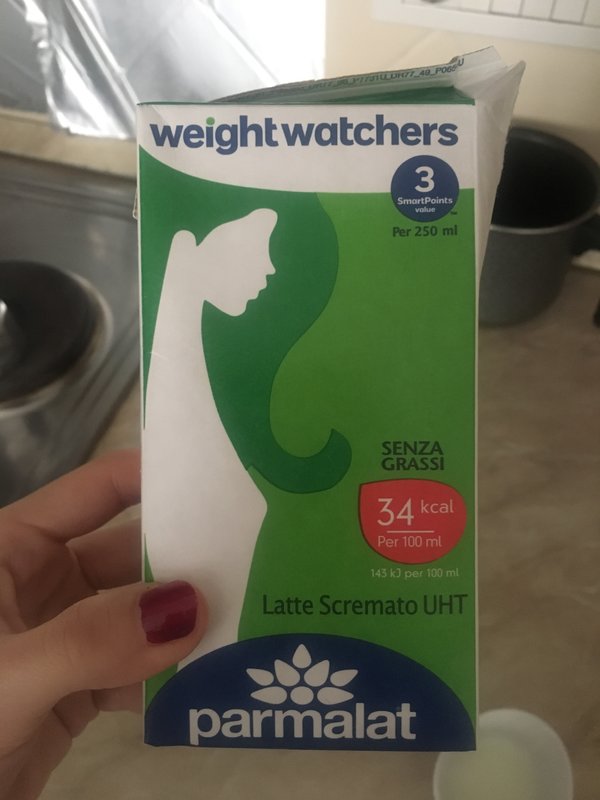 weightwatchers
3
SmartPoints
value
Per 250 ml
SENZA
GRASSI
34 kcal
Per 100 ml
143 kJ per 100 ml
Latte Scremato UHT
parmalat